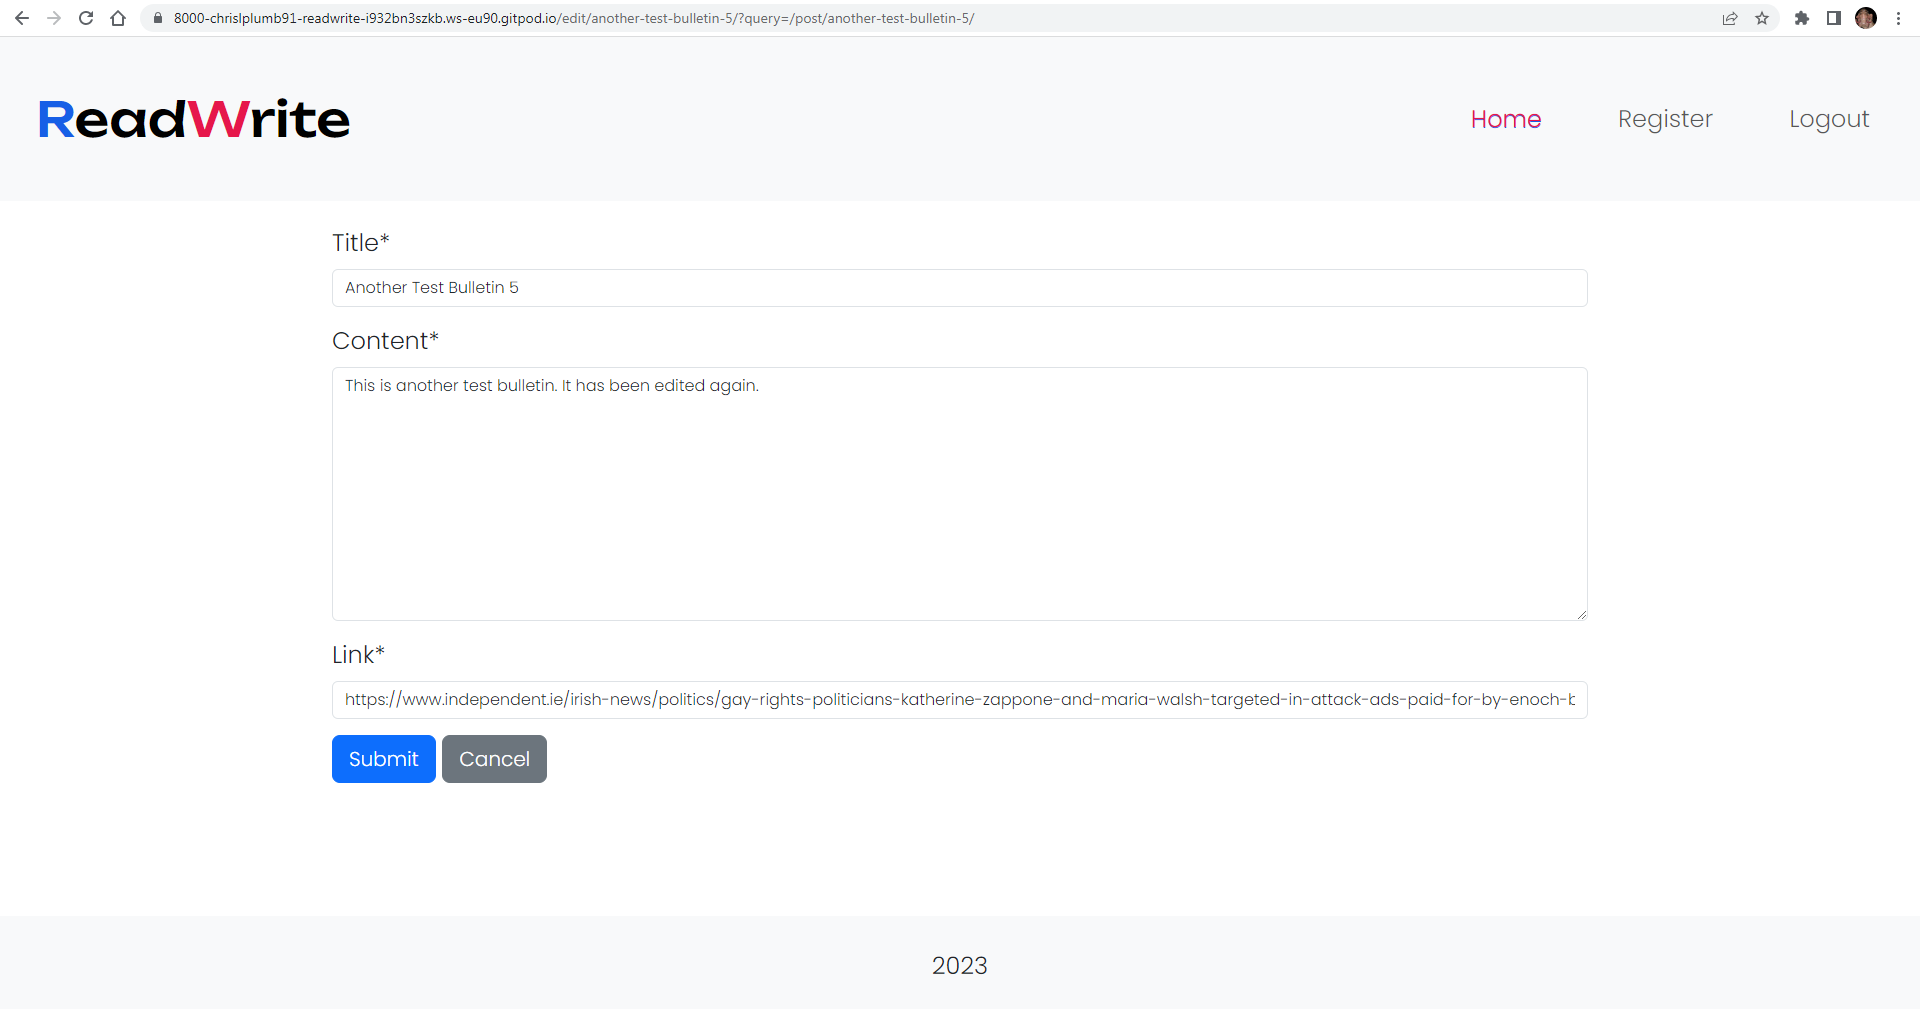 8000-chrislplumb91-readwrite-i932bn3szkb.ws-eu90.gitpod.io/edit/another-test-bulletin-5/?query=/post/another-test-bulletin-5/
ReadWrite
Home Register Logout
Title*
Another Test Bulletin 5
Content*
This is another test bulletin. It has been edited again.
Link*
https://www.independent.ie/irish-news/politics/gay-rights-politicians-katherine-zappone-and-maria-walsh-targeted-in-attack-ads-paid-for-by-enoch-b
Submit Cancel
2023